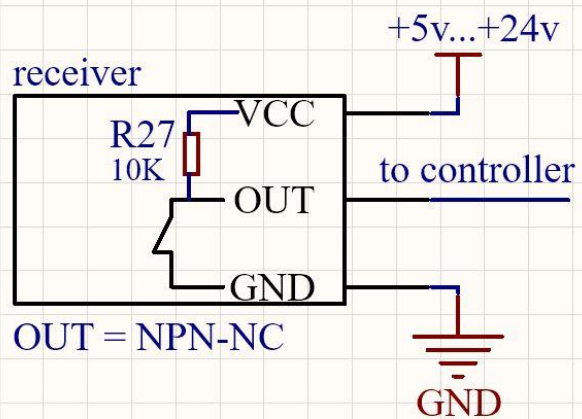 +5v...+24v
receiver
VCC
R27
10K
to controller
OUT
GND
OUT = NPN-NC
GND